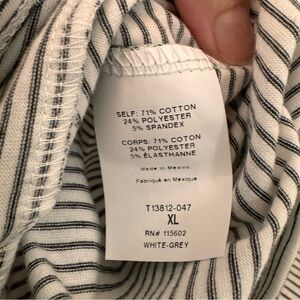 SELF: 71% COTTON
24% POLYESTER
5% SPANDEX
CORPS: 71% COTON
24% POLYESTER
5% ÉLASTHANNE
Made in Mexico
Fabriqué en Mexique
T13812-047
XL
RN# 115602
WHITE-GREY